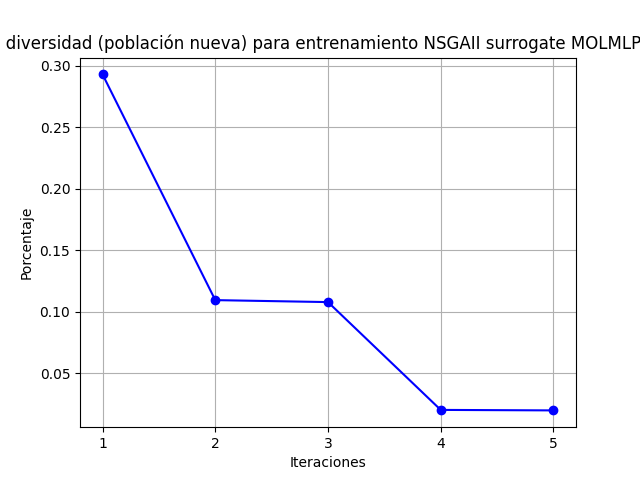 diversidad (población nueva) para entrenamiento NSGAII surrogate MOLMLP
0.30
0.25
0.20
0.15
0.10
0.05
Porcentaje
1 2 3 4 5
Iteraciones